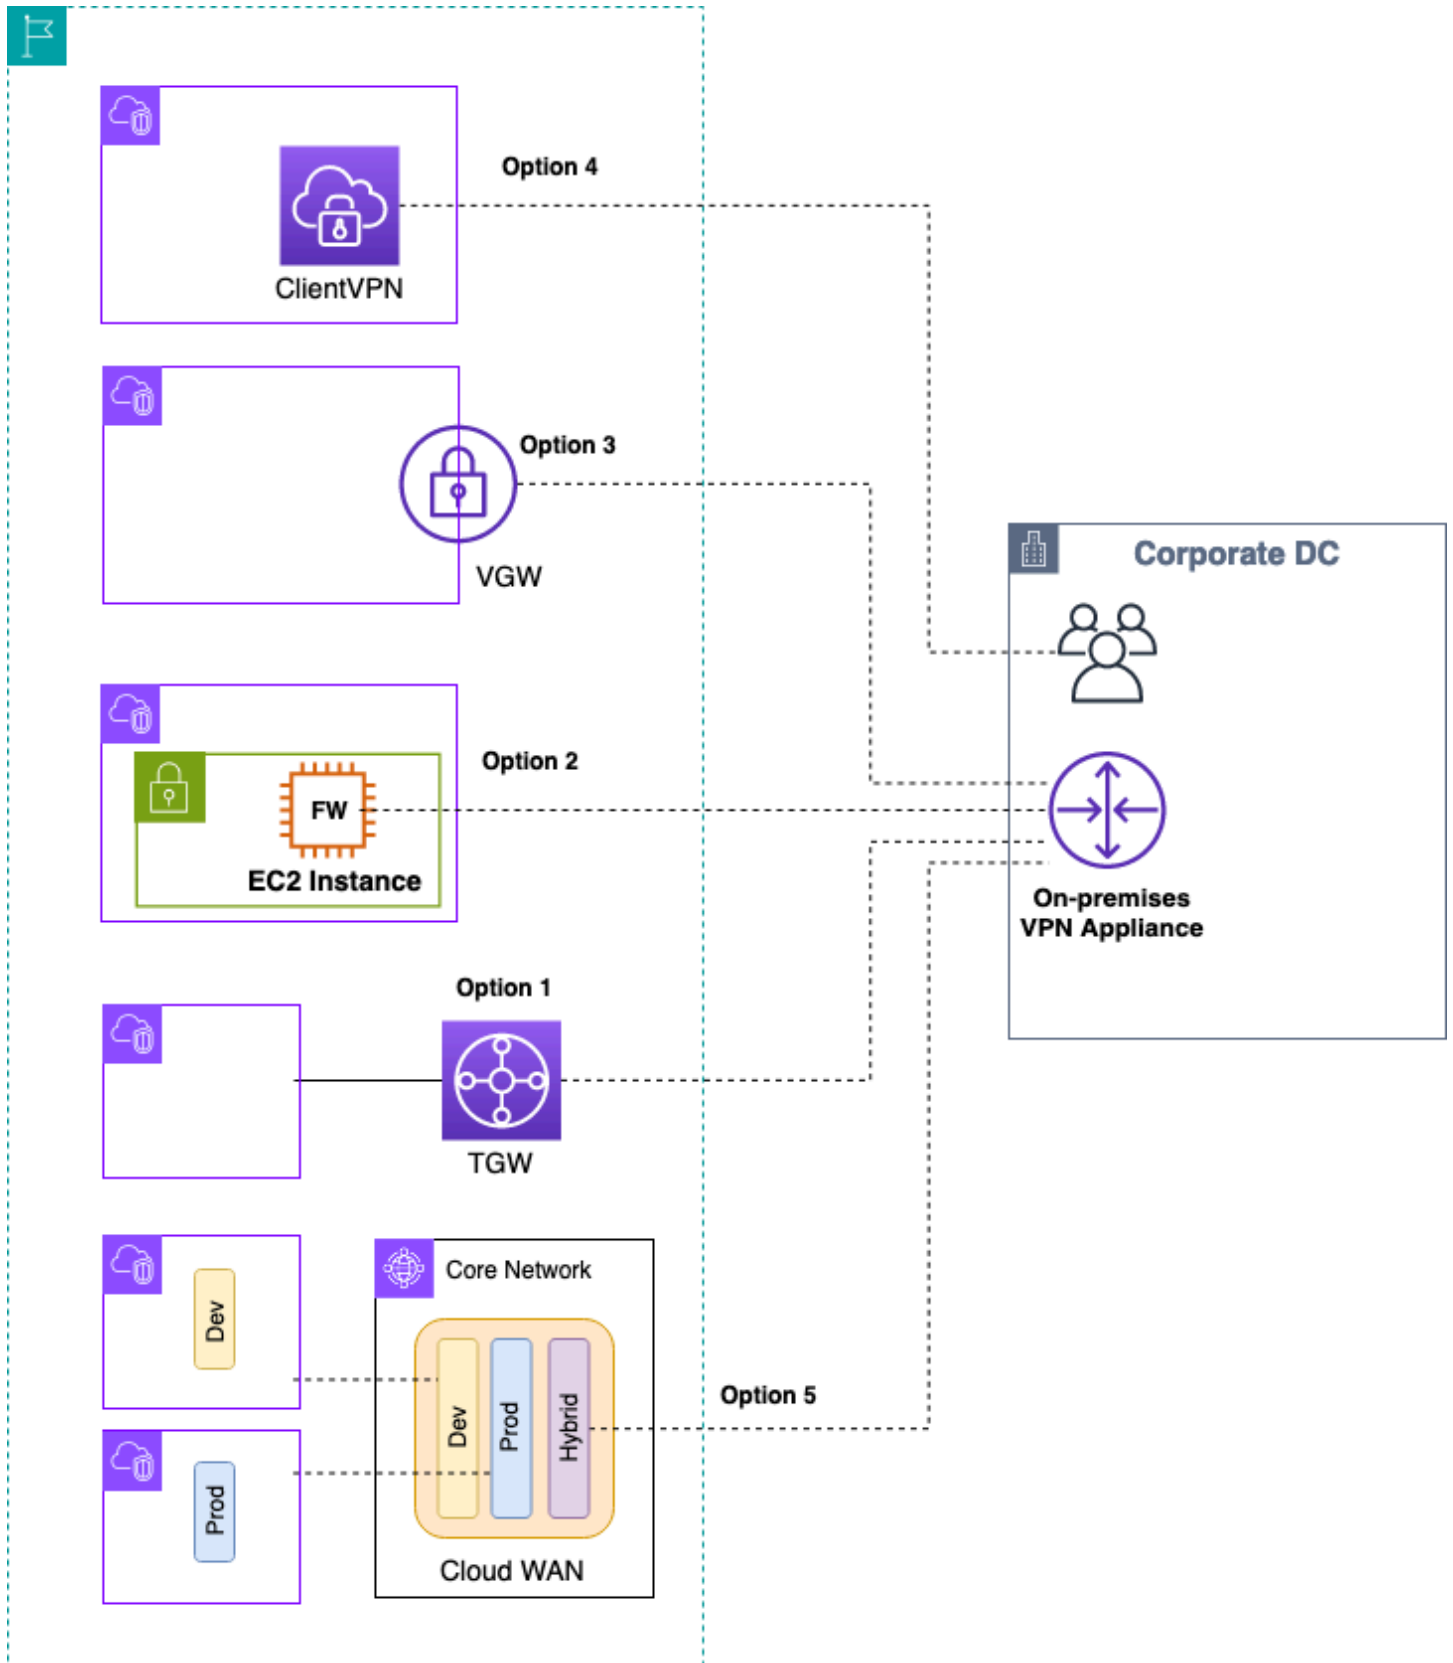 Option 4
ClientVPN
Option 3
VGW
Corporate DC
Option 2
FW
EC2 Instance
On-premises
VPN Appliance
Option 1
TGW
Core Network
Dev
Dev
Prod
Hybrid
Option 5
Prod
Cloud WAN